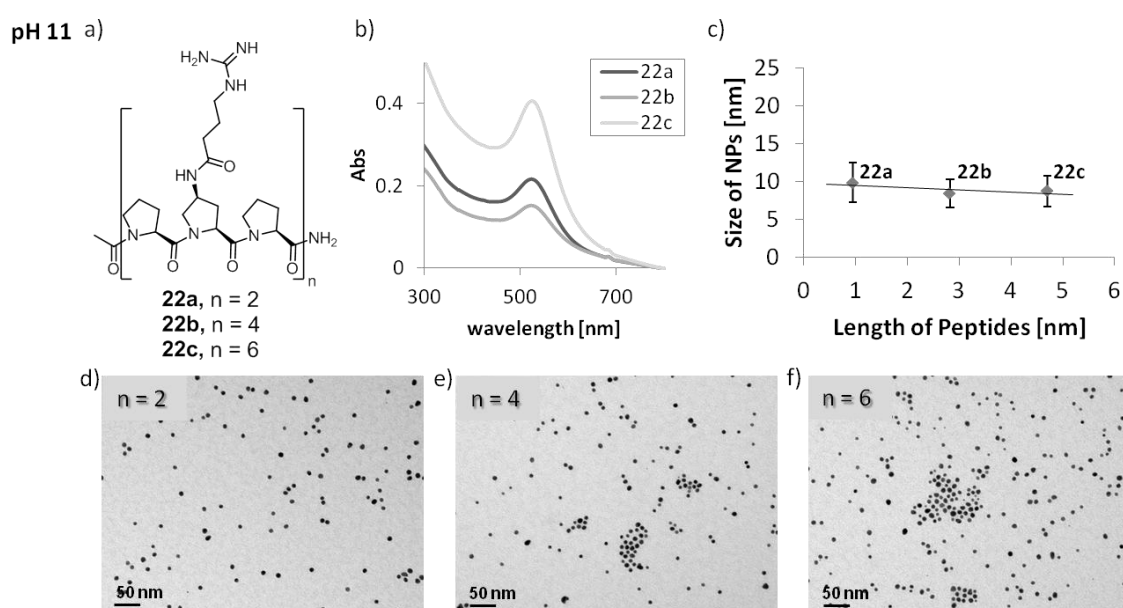 pH 11 a)
H₂N NH
NH
O
HN
N N N NH₂
O O O O
n
22a, n = 2
22b, n = 4
22c, n = 6
b)
22a
22b
22c
0.4
0.2
0
Abs
300 500 700
wavelength [nm]
c)
25
20
15
10
5
0
Size of NPs [nm]
22a 22b 22c
0 1 2 3 4 5 6
Length of Peptides [nm]
d)
n = 2
50 nm
e)
n = 4
50 nm
f)
n = 6
50 nm